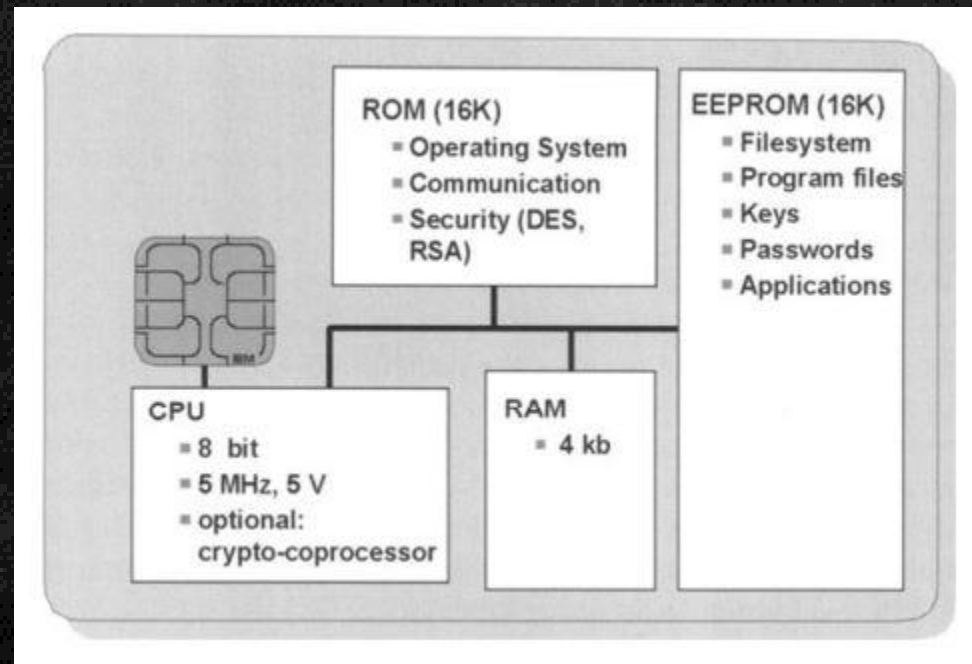 ROM (16K)
Operating System
Communication
Security (DES,
RSA)
EEPROM (16K)
Filesystem
Program files
Keys
Passwords
Applications
IBM
CPU
8 bit
5 MHz, 5 V
optional:
crypto-coprocessor
RAM
4 kb